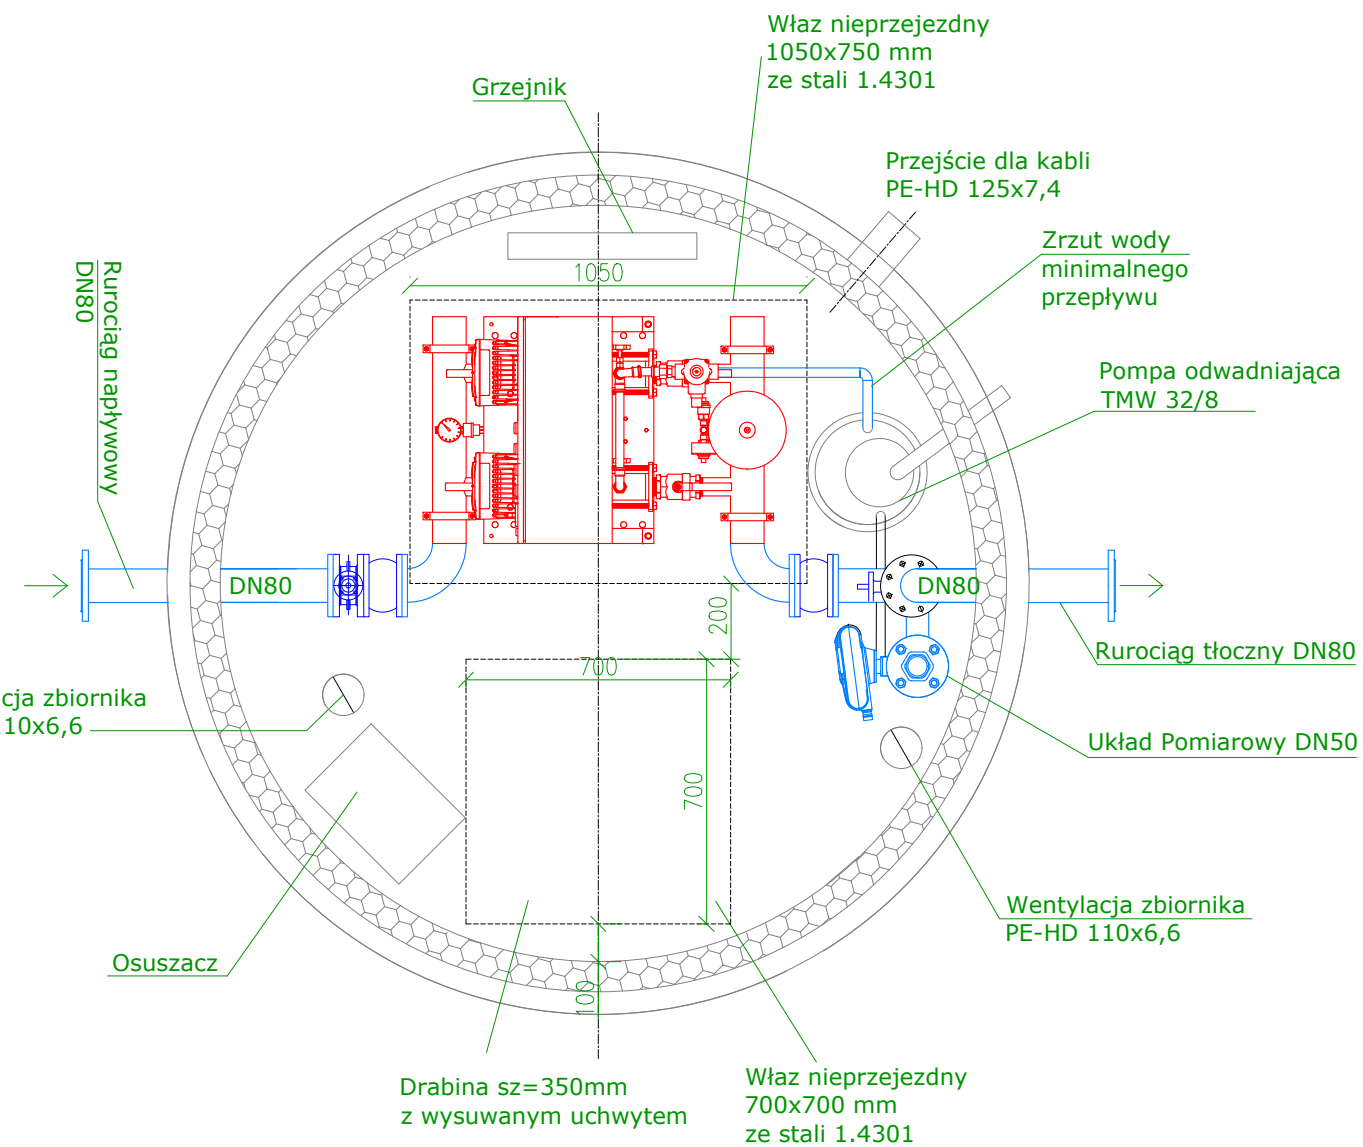 Właz nieprzejezdny
1050x750 mm
ze stali 1.4301
Grzejnik
Przejście dla kabli
PE-HD 125x7,4
Zrzut wody
minimalnego
przepływu
1050
Rurociąg napływowy
DN80
Pompa odwadniająca
TMW 32/8
DN80
DN80
200
Rurociąg tłoczny DN80
700
cja zbiornika
10x6,6
Układ Pomiarowy DN50
700
Wentylacja zbiornika
PE-HD 110x6,6
Osuszacz
100
Drabina sz=350mm
z wysuwanym uchwytem
Właz nieprzejezdny
700x700 mm
ze stali 1.4301